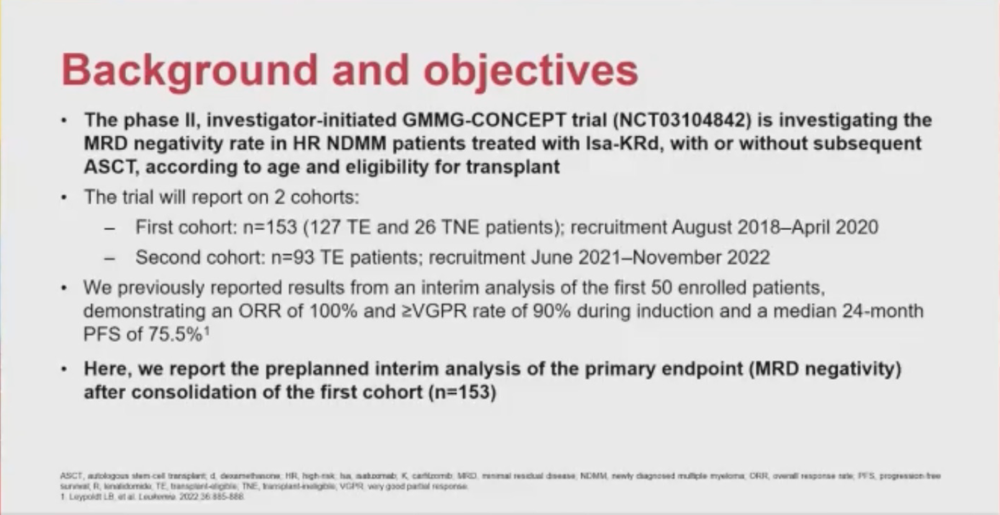 Background and objectives
• The phase II, investigator-initiated GMMG-CONCEPT trial (NCT03104842) is investigating the
MRD negativity rate in HR NDMM patients treated with Isa-KRd, with or without subsequent
ASCT, according to age and eligibility for transplant
• The trial will report on 2 cohorts:
– First cohort: n=153 (127 TE and 26 TNE patients); recruitment August 2018–April 2020
– Second cohort: n=93 TE patients; recruitment June 2021–November 2022
• We previously reported results from an interim analysis of the first 50 enrolled patients,
demonstrating an ORR of 100% and ≥VGPR rate of 90% during induction and a median 24-month
PFS of 75.5%¹
• Here, we report the preplanned interim analysis of the primary endpoint (MRD negativity)
after consolidation of the first cohort (n=153)
ASCT, autologous stem-cell transplant; d, dexamethasone; HR, high-risk; Isa, isatuximab; K, carfilzomib; MRD, minimal residual disease; NDMM, newly diagnosed multiple myeloma; ORR, overall response rate; PFS, progression-free
survival; R, lenalidomide; TE, transplant-eligible; TNE, transplant-ineligible; VGPR, very good partial response.
1. Leypoldt LB, et al. Leukemia. 2022;36:885-888.